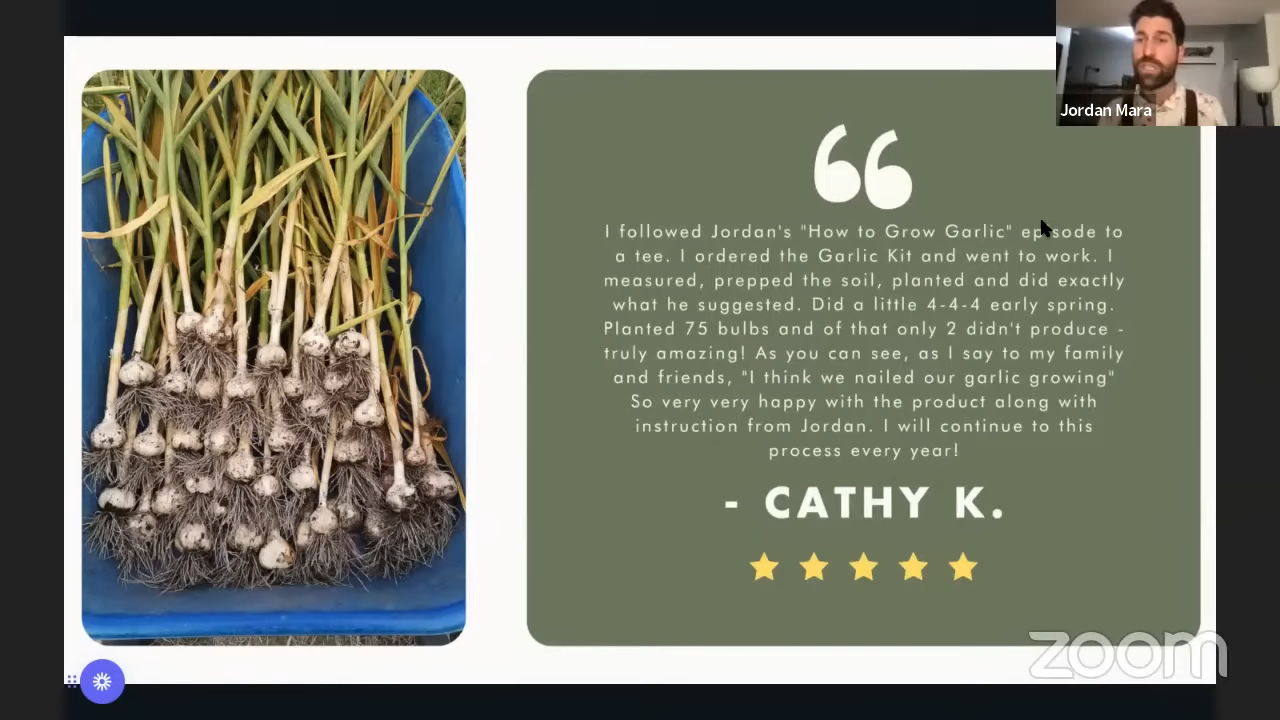 Jordan Mara
I followed Jordan's "How to Grow Garlic" episode to
a tee. I ordered the Garlic Kit and went to work. I
measured, prepped the soil, planted and did exactly
what he suggested. Did a little 4-4-4 early spring.
Planted 75 bulbs and of that only 2 didn't produce -
truly amazing! As you can see, as I say to my family
and friends, "I think we nailed our garlic growing"
So very very happy with the product along with
instruction from Jordan. I will continue to this
process every year!
- CATHY K.
zoom